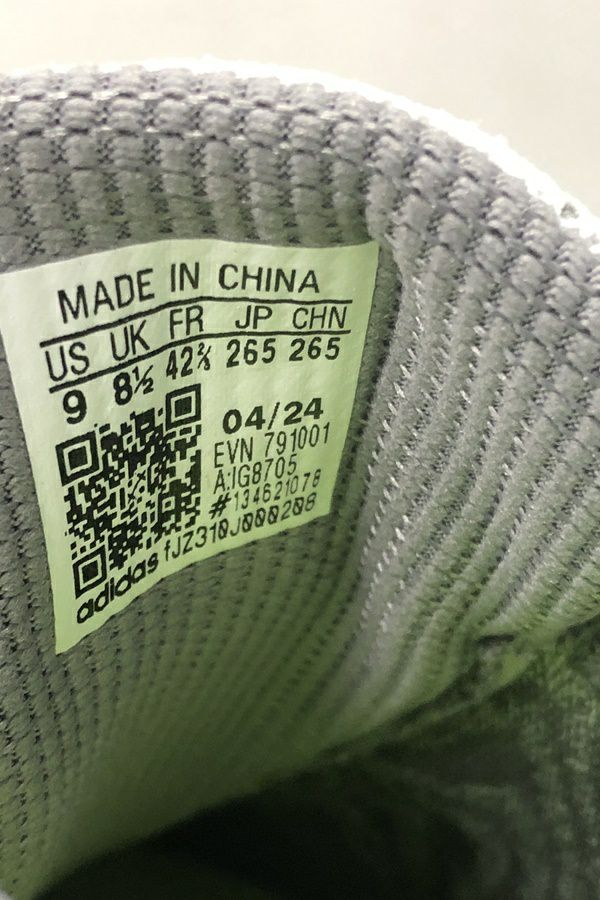 MADE IN CHINA
US UK FR JP CHN
9 8½ 42⅔ 265 265
04/24
EVN 791001
A:IG8705
#134621078
adidas fJZ310J000208